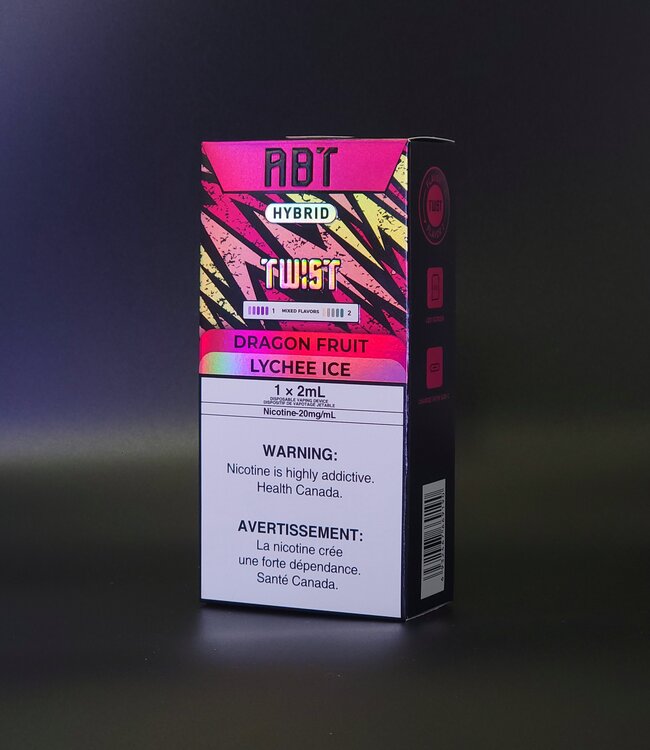 ABT
HYBRID
TWIST
1 MIXED FLAVORS 2
DRAGON FRUIT
LYCHEE ICE
1 x 2mL
DISPOSABLE VAPING DEVICE
DISPOSITIF DE VAPOTAGE JETABLE
Nicotine-20mg/mL
WARNING:
Nicotine is highly addictive.
Health Canada.
AVERTISSEMENT:
La nicotine crée
une forte dépendance.
Santé Canada.
TWIST